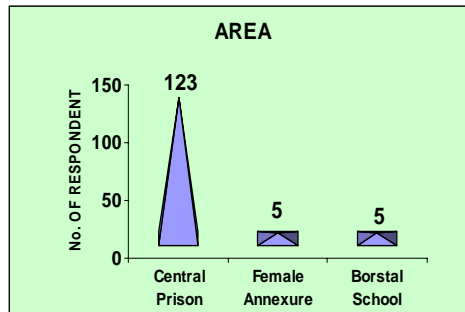 AREA
No. OF RESPONDENT
150
100
50
0
123
5
5
Central
Prison
Female
Annexure
Borstal
School